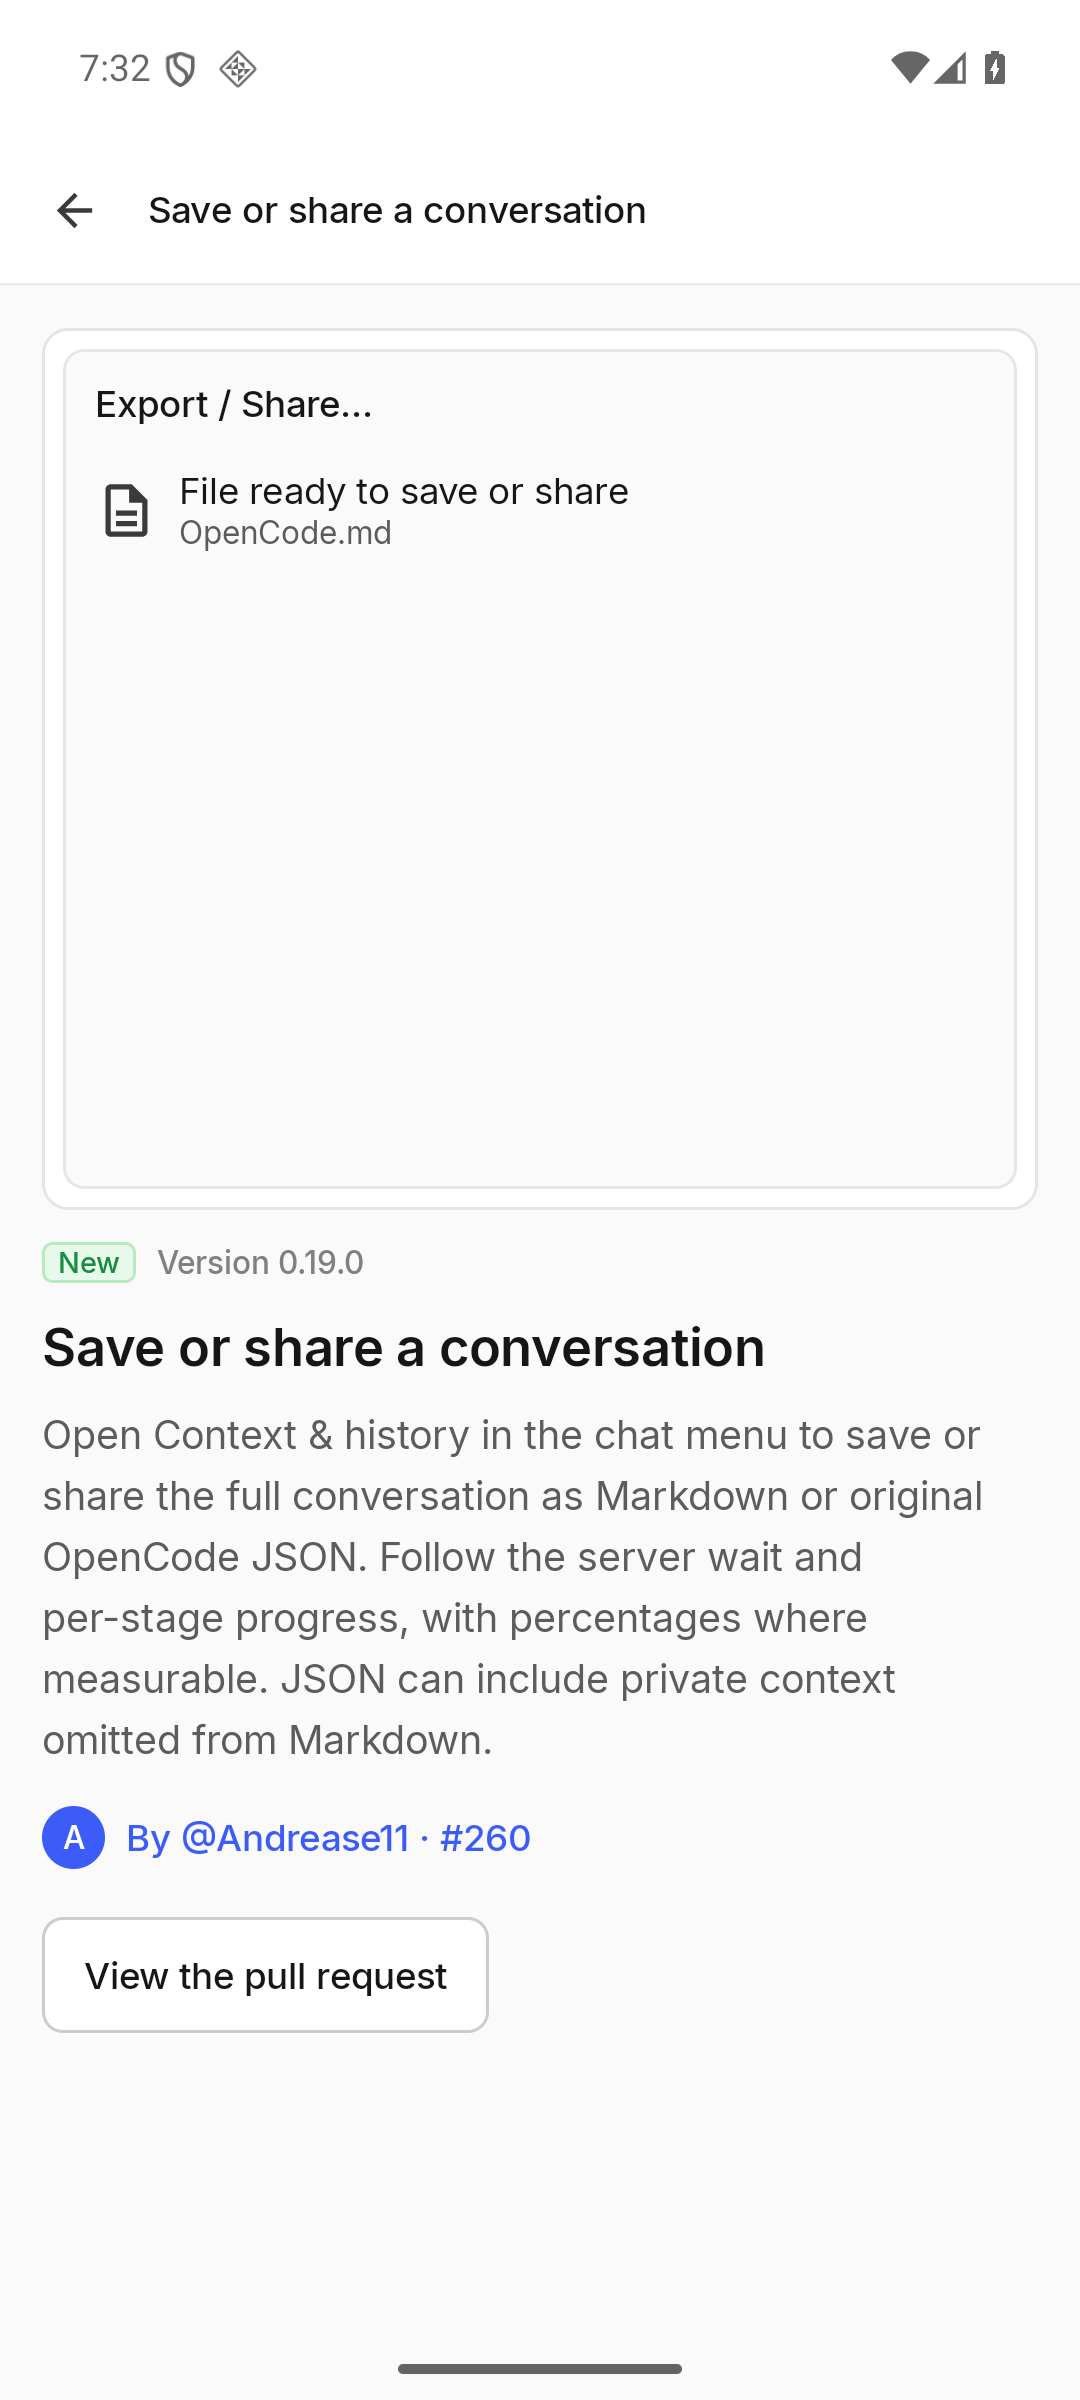 7:32
Save or share a conversation
Export / Share...
File ready to save or share
OpenCode.md
New Version 0.19.0
Save or share a conversation
Open Context & history in the chat menu to save or
share the full conversation as Markdown or original
OpenCode JSON. Follow the server wait and
per-stage progress, with percentages where
measurable. JSON can include private context
omitted from Markdown.
A By @Andrease11 · #260
View the pull request